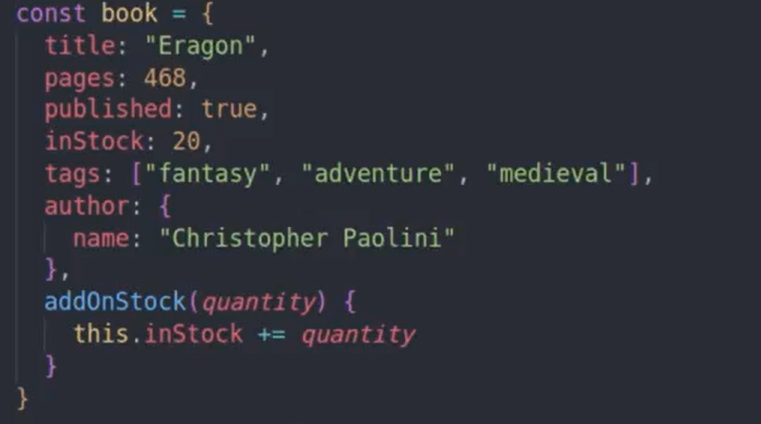 const book = {
  title: "Eragon",
  pages: 468,
  published: true,
  inStock: 20,
  tags: ["fantasy", "adventure", "medieval"],
  author: {
    name: "Christopher Paolini"
  },
  addOnStock(quantity) {
    this.inStock += quantity
  }
}